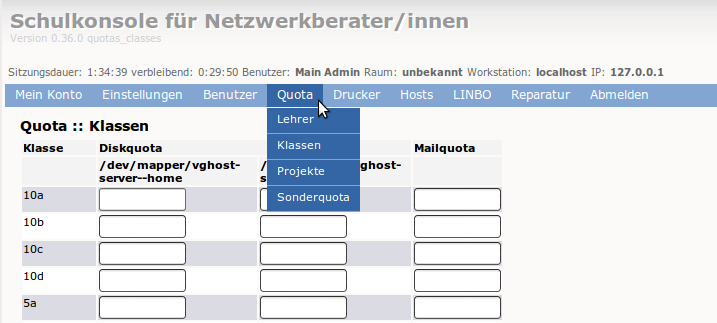 Schulkonsole für Netzwerkberater/innen
Version 0.36.0 quotas_classes
Sitzungsdauer: 1:34:39 verbleibend: 0:29:50 Benutzer: Main Admin Raum: unbekannt Workstation: localhost IP: 127.0.0.1
Mein Konto Einstellungen Benutzer Quota Drucker Hosts LINBO Reparatur Abmelden
Lehrer
Klassen
Projekte
Sonderquota
Quota :: Klassen
Klasse Diskquota Mailquota
/dev/mapper/vghost-
server--home
10a
10b
10c
10d
5a